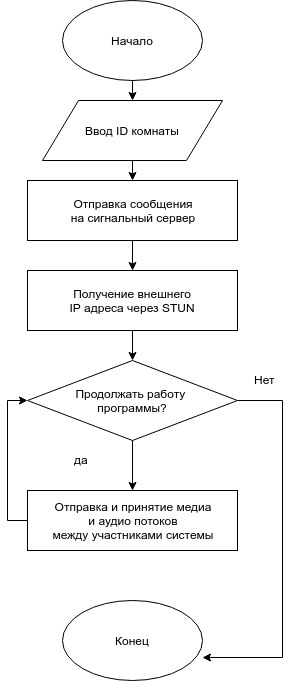 Начало
Ввод ID комнаты
Отправка сообщения
на сигнальный сервер
Получение внешнего
IP адреса через STUN
Продолжать работу
программы?
Нет
да
Отправка и принятие медиа
и аудио потоков
между участниками системы
Конец